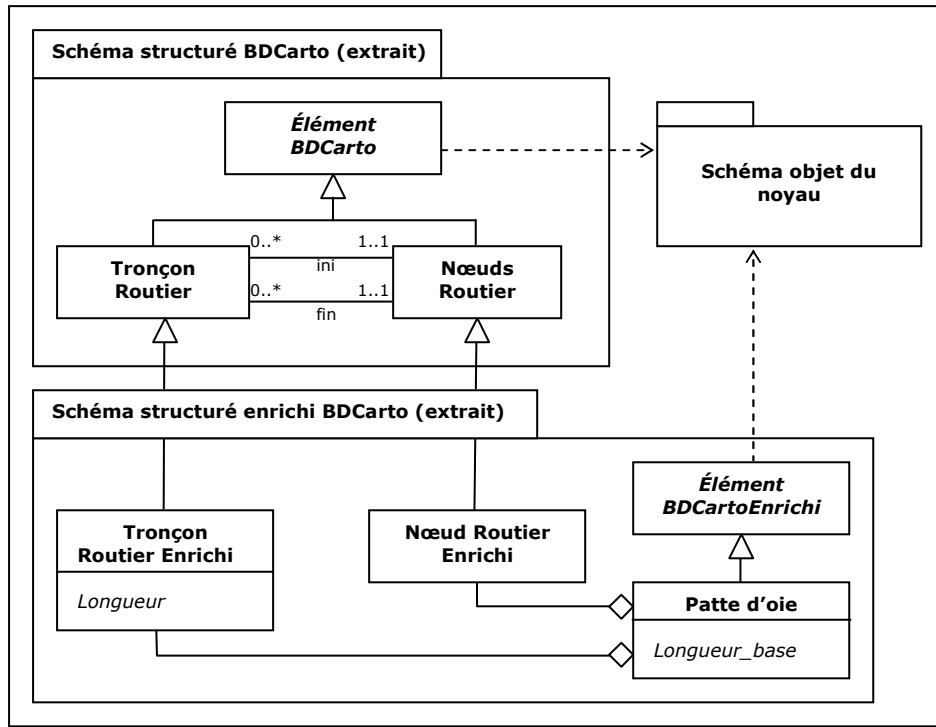 Schéma structuré BDCarto (extrait)
Élément
BDCarto
Schéma objet du
noyau
0..*
1..1
ini
Tronçon
Routier
Nœuds
Routier
0..*
1..1
fin
Schéma structuré enrichi BDCarto (extrait)
Élément
BDCartoEnrichi
Tronçon
Routier Enrichi
Longueur
Nœud Routier
Enrichi
Patte d’oie
Longueur_base